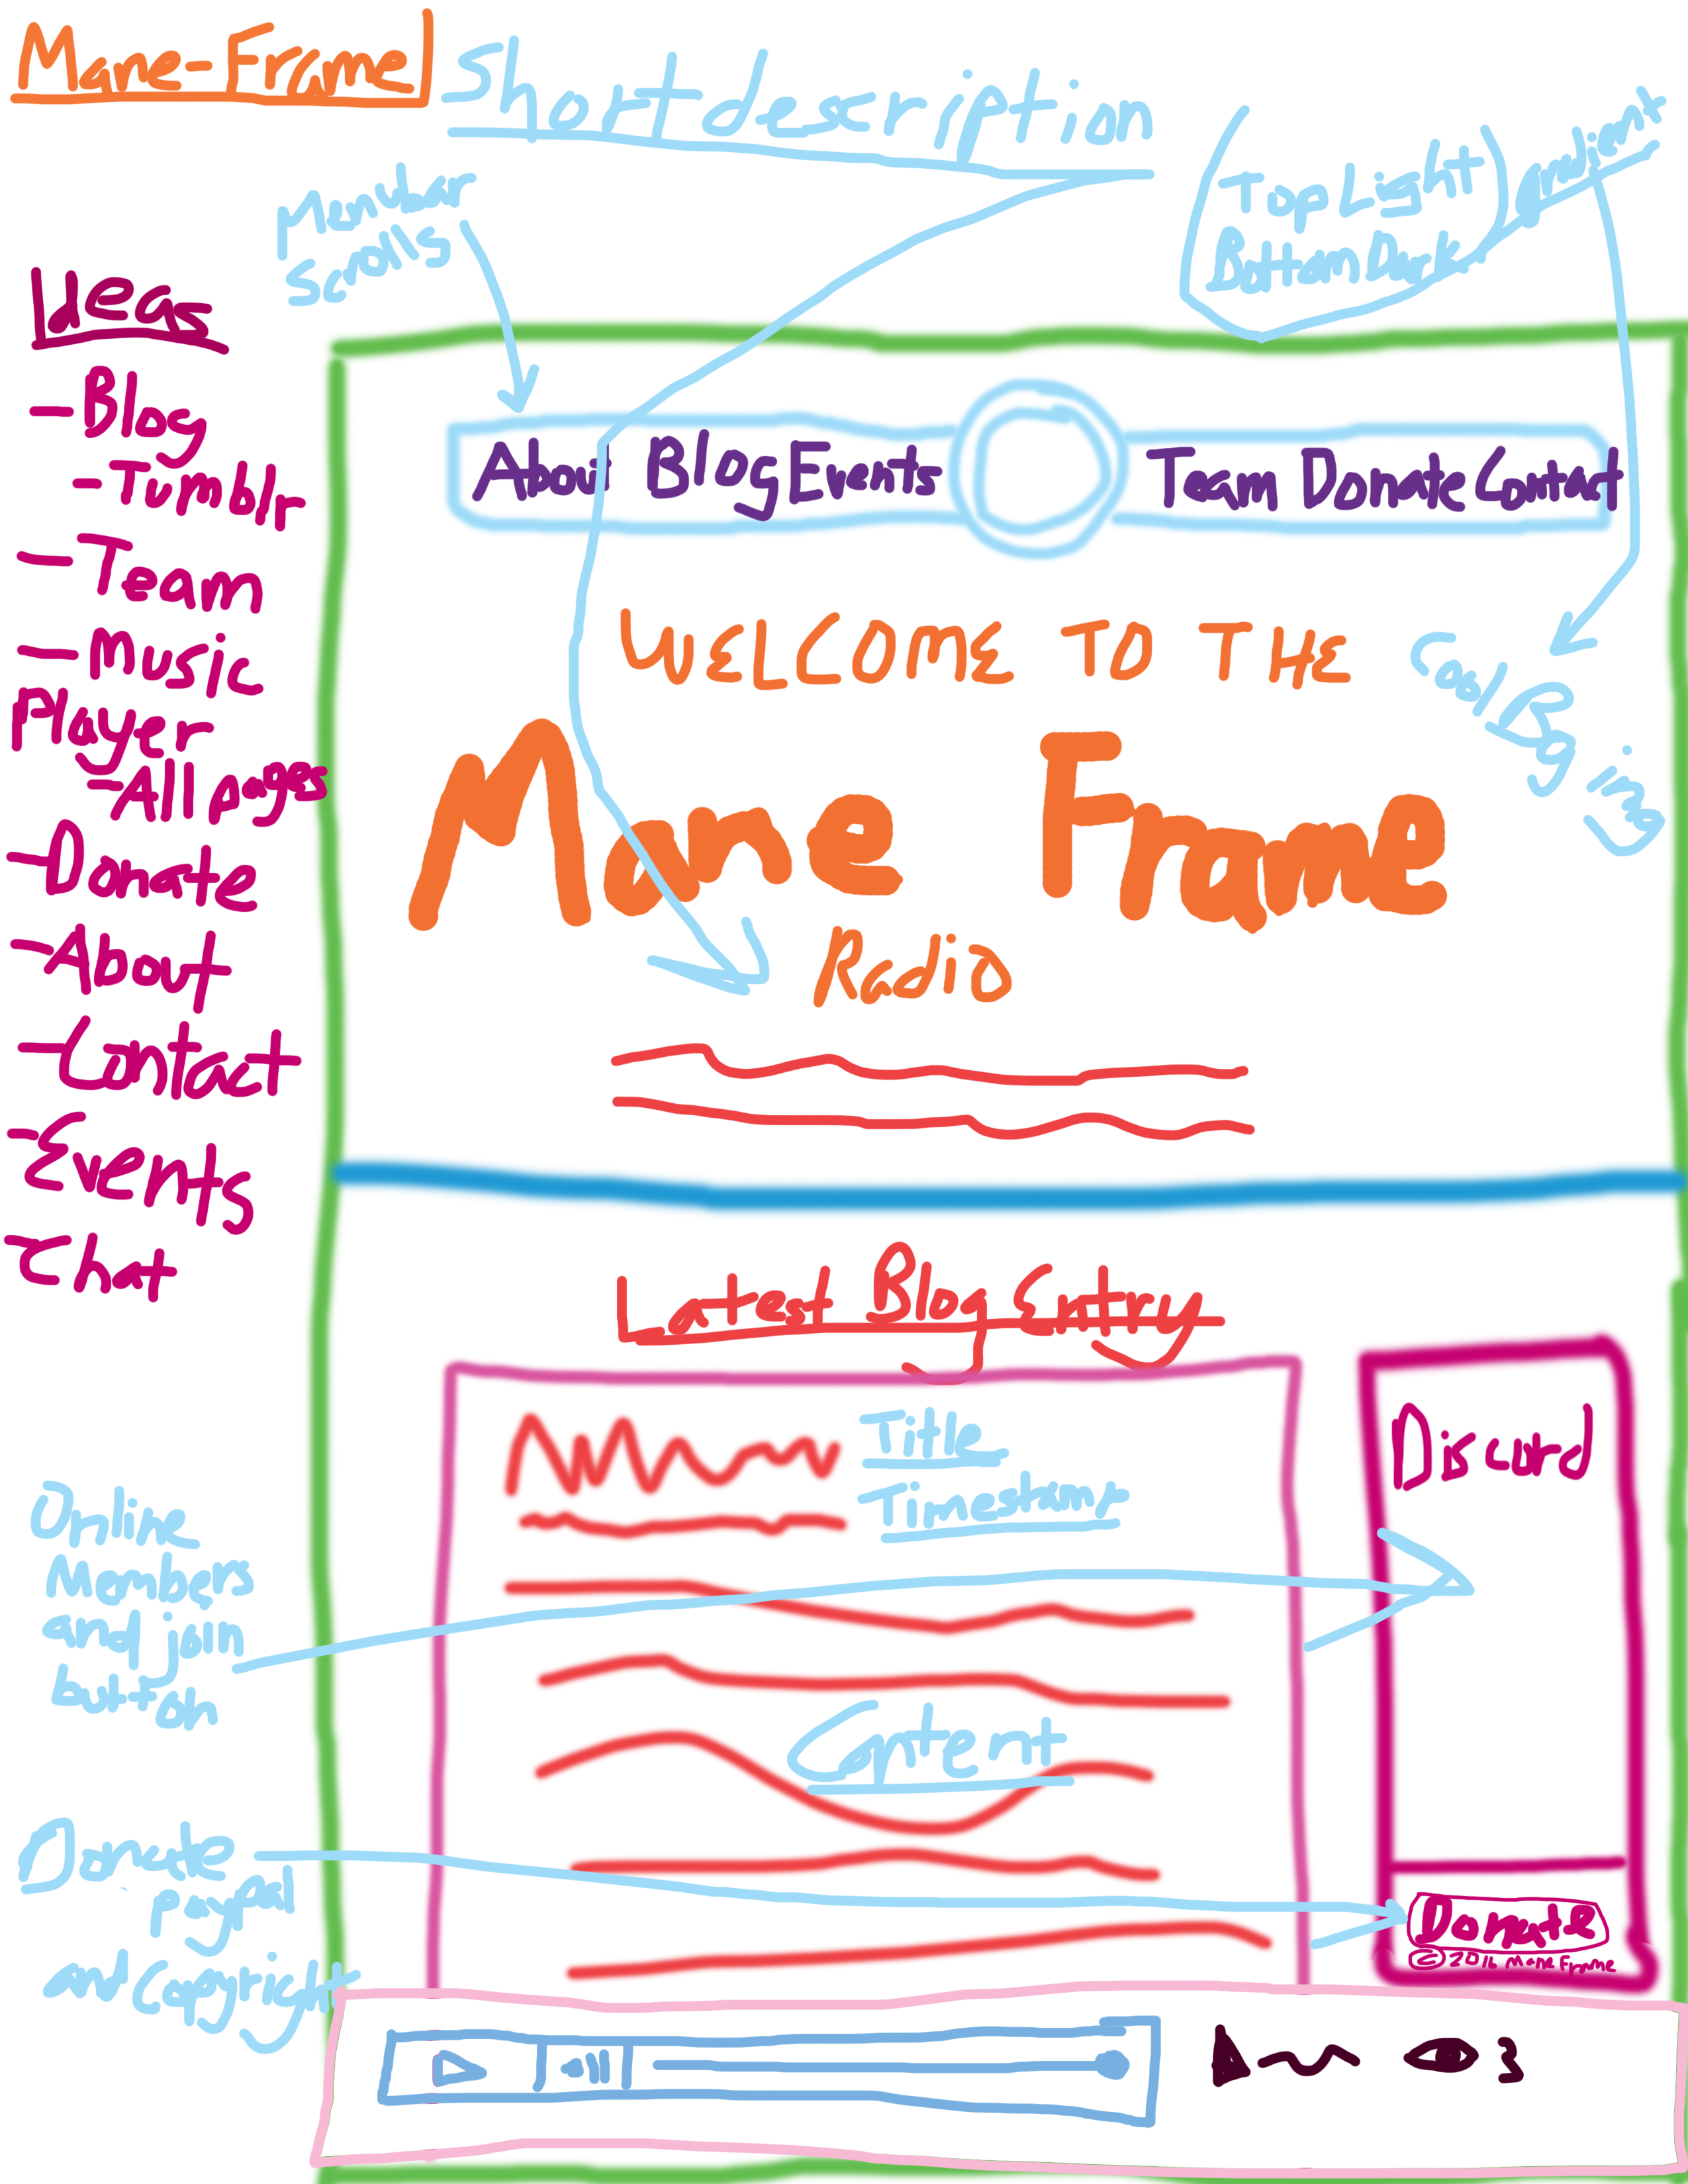 Mane-Frame
Short description
Navbar
scrolls
Top Light
Bottom Dark
gradient
Ideas
- Blog
- Tumblr
- Team
- Music
Player
- All pages
- Donate
- About
- Contact
- Events
- Chat
About Blog Events
Team Donate Contact
WELCOME TO THE
Mane Frame
Radio
Cool Bg img
Latest Blog Entry
Title
Timestamp
Content
Discord
Donate
©2016 Mane Frame
Online
Members
and join
button
Donate
paypal
and Copyright
3